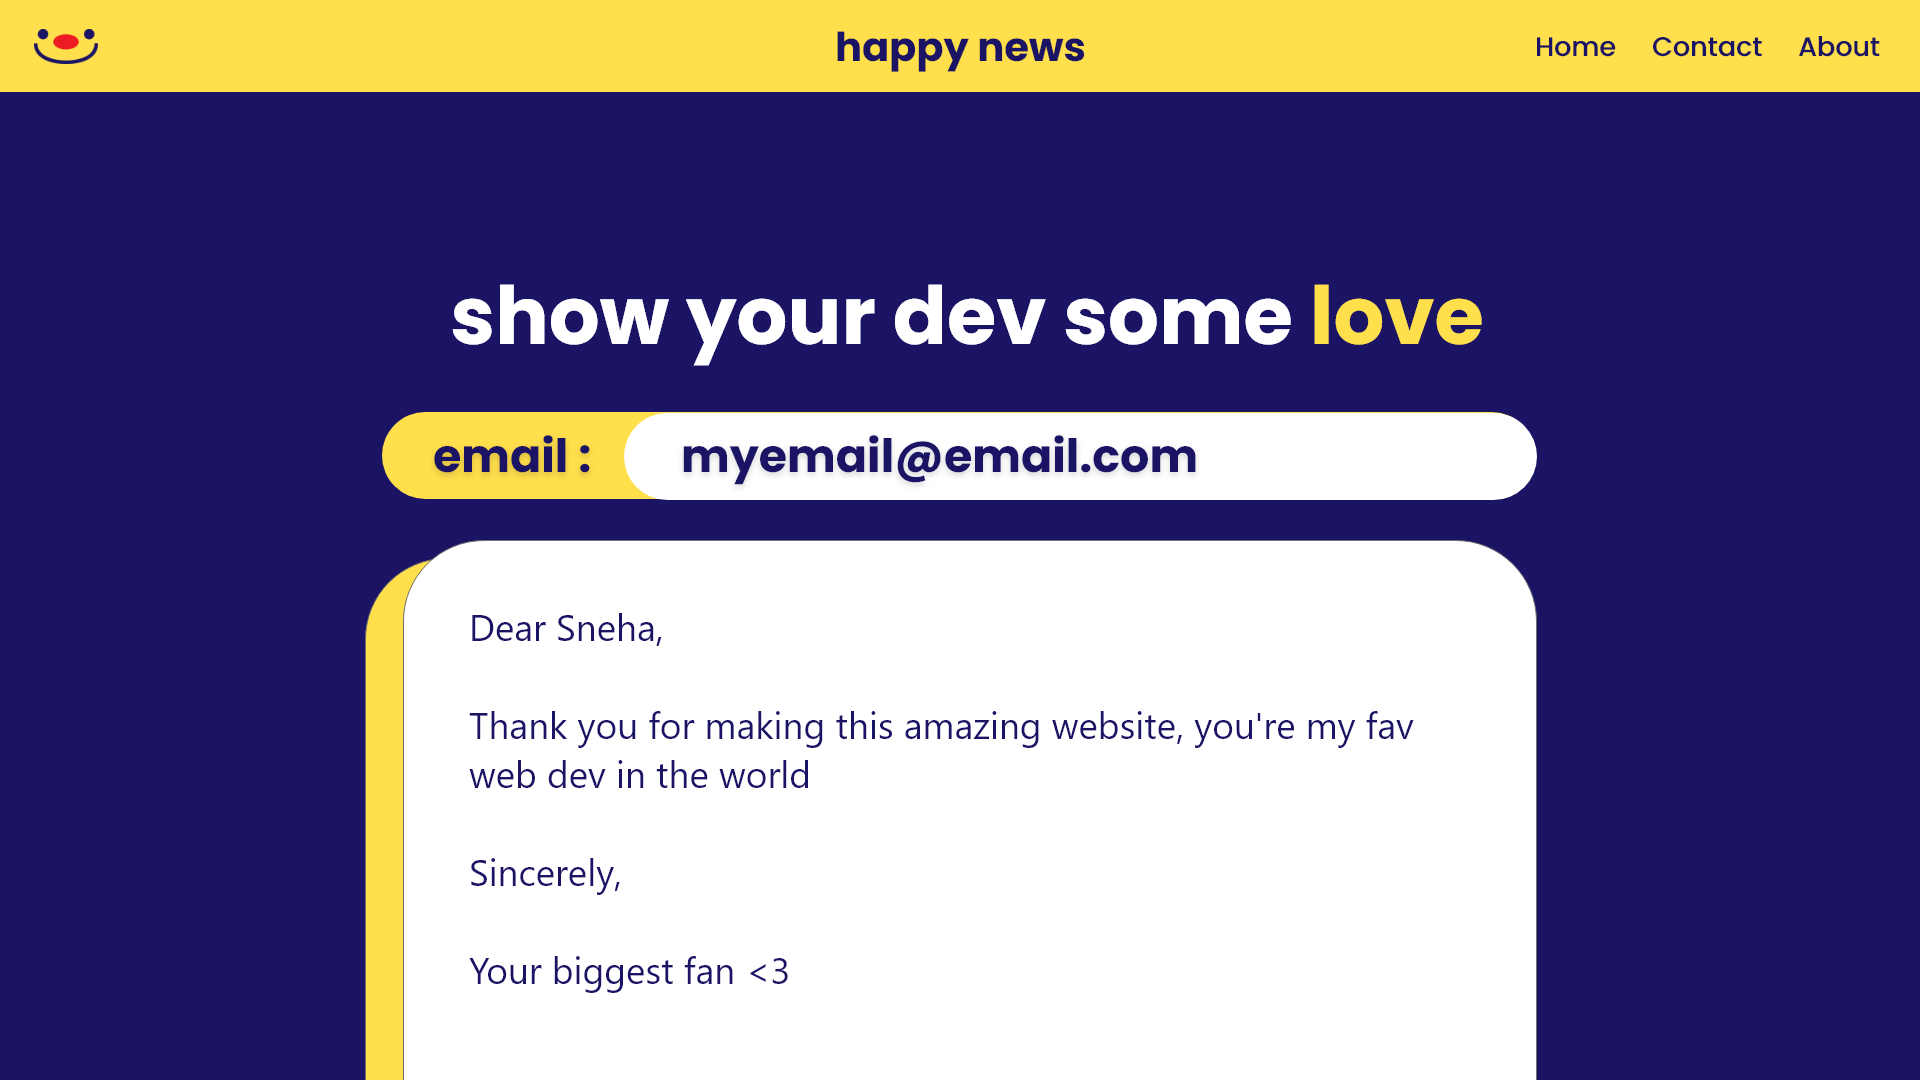 happy news
Home Contact About
show your dev some love
email : myemail@email.com
Dear Sneha,
Thank you for making this amazing website, you're my fav
web dev in the world
Sincerely,
Your biggest fan <3